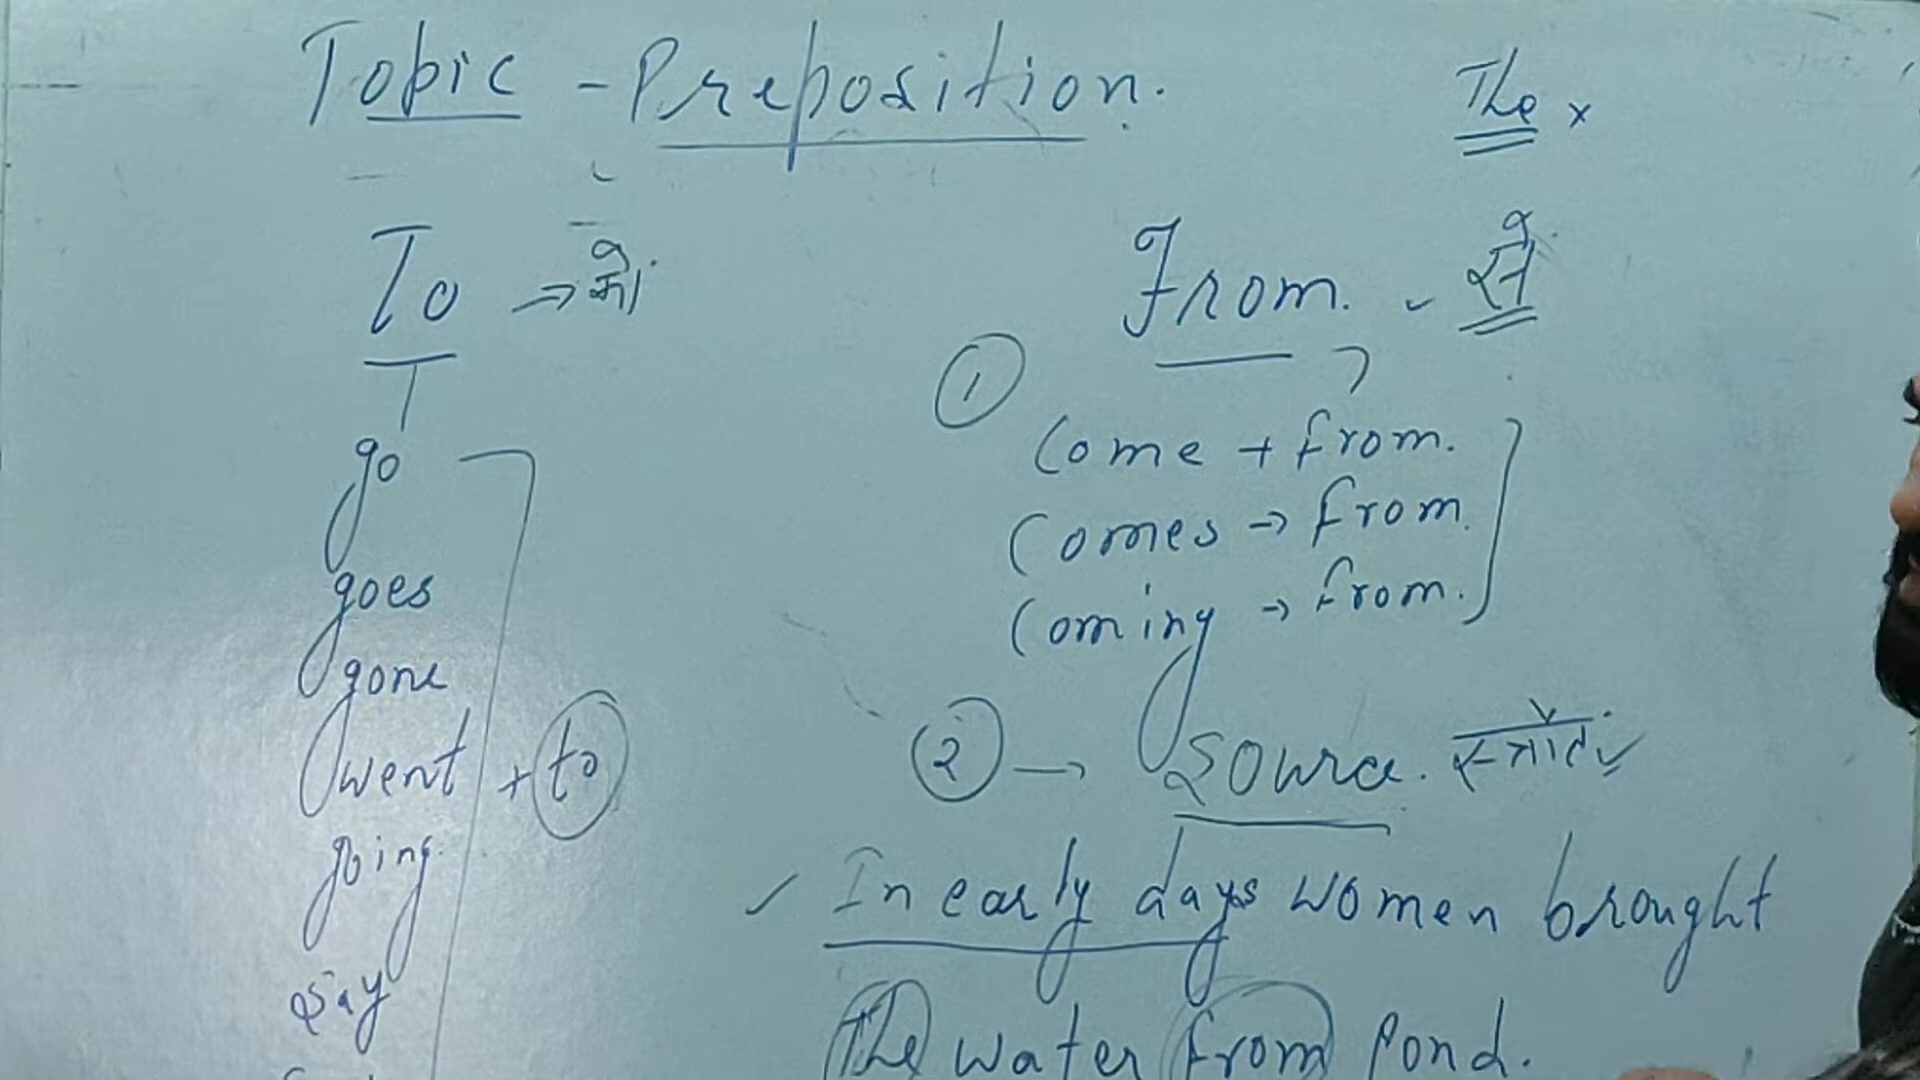 Topic - Preposition.
The x
To → को
go
goes
gone
went + to
going
say
From. से
①
Come + from.
Comes → from.
Coming → from.
② → Source.
In early days women brought
the water from pond.